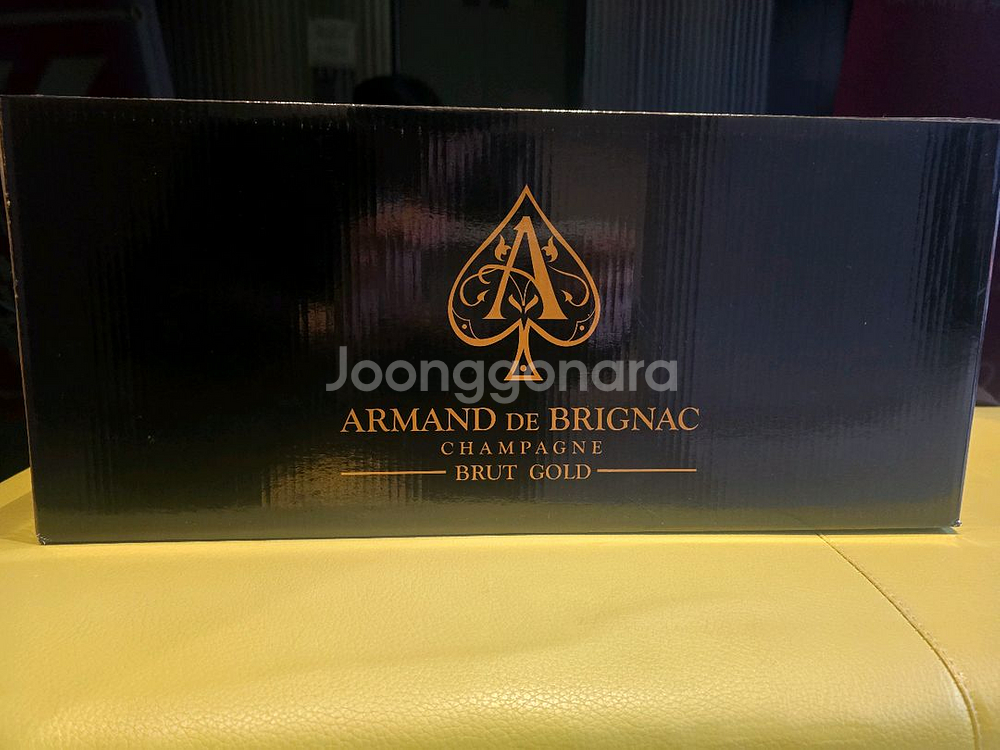 A
Joonggonara
ARMAND DE BRIGNAC
CHAMPAGNE
BRUT GOLD